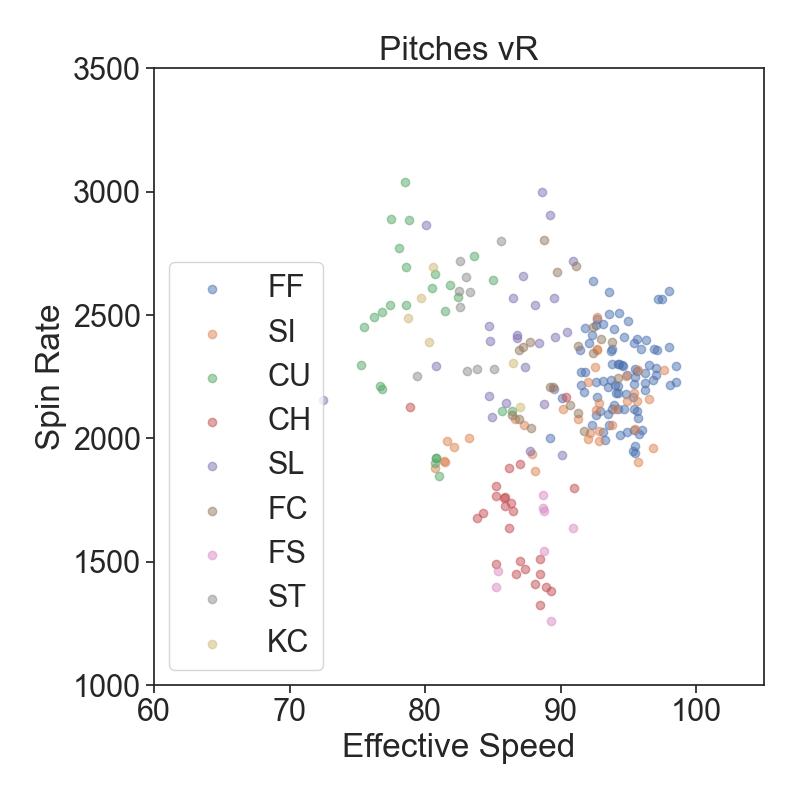 Pitches vR
3500
3000
2500
2000
1500
1000
Spin Rate
FF
SI
CU
CH
SL
FC
FS
ST
KC
60 70 80 90 100
Effective Speed